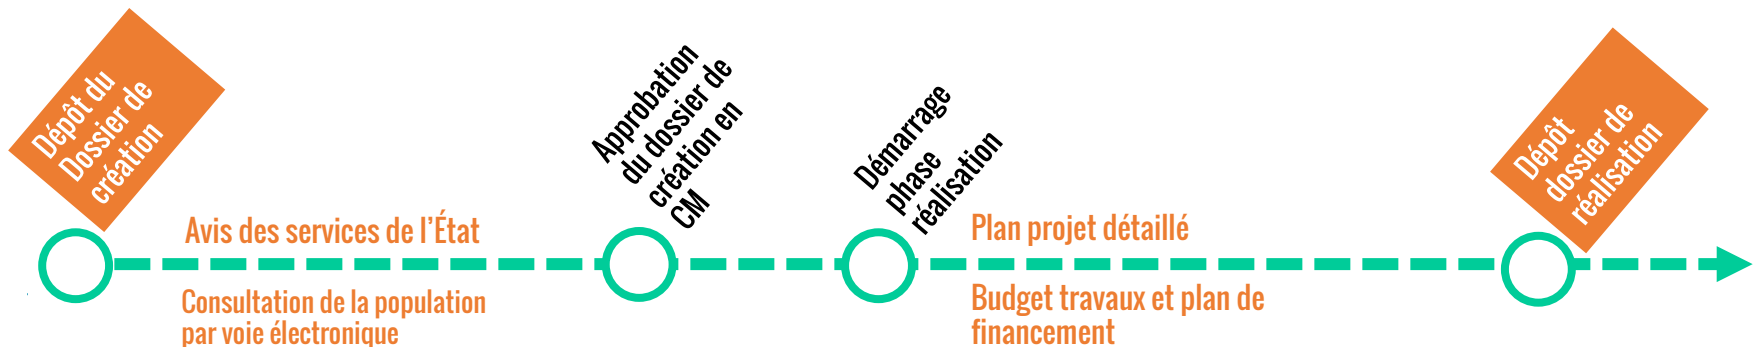 Dépôt du
Dossier de
création
Avis des services de l'État
Consultation de la population
par voie électronique
Approbation
du dossier de
création en
CM
Démarrage
phase
réalisation
Plan projet détaillé
Budget travaux et plan de
financement
Dépôt
dossier de
réalisation